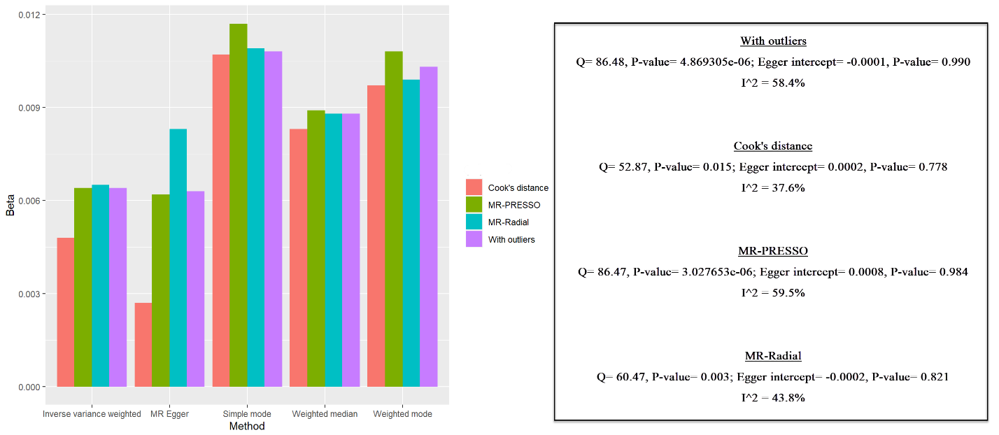 0.012
0.009
0.006
0.003
0.000
Beta
Inverse variance weighted
MR Egger
Simple mode
Weighted median
Weighted mode
Method
Cook's distance
MR-PRESSO
MR-Radial
With outliers
With outliers
Q= 86.48, P-value= 4.869305e-06; Egger intercept= -0.0001, P-value= 0.990
I^2 = 58.4%
Cook's distance
Q= 52.87, P-value= 0.015; Egger intercept= 0.0002, P-value= 0.778
I^2 = 37.6%
MR-PRESSO
Q= 86.47, P-value= 3.027653e-06; Egger intercept= 0.0008, P-value= 0.984
I^2 = 59.5%
MR-Radial
Q= 60.47, P-value= 0.003; Egger intercept= -0.0002, P-value= 0.821
I^2 = 43.8%